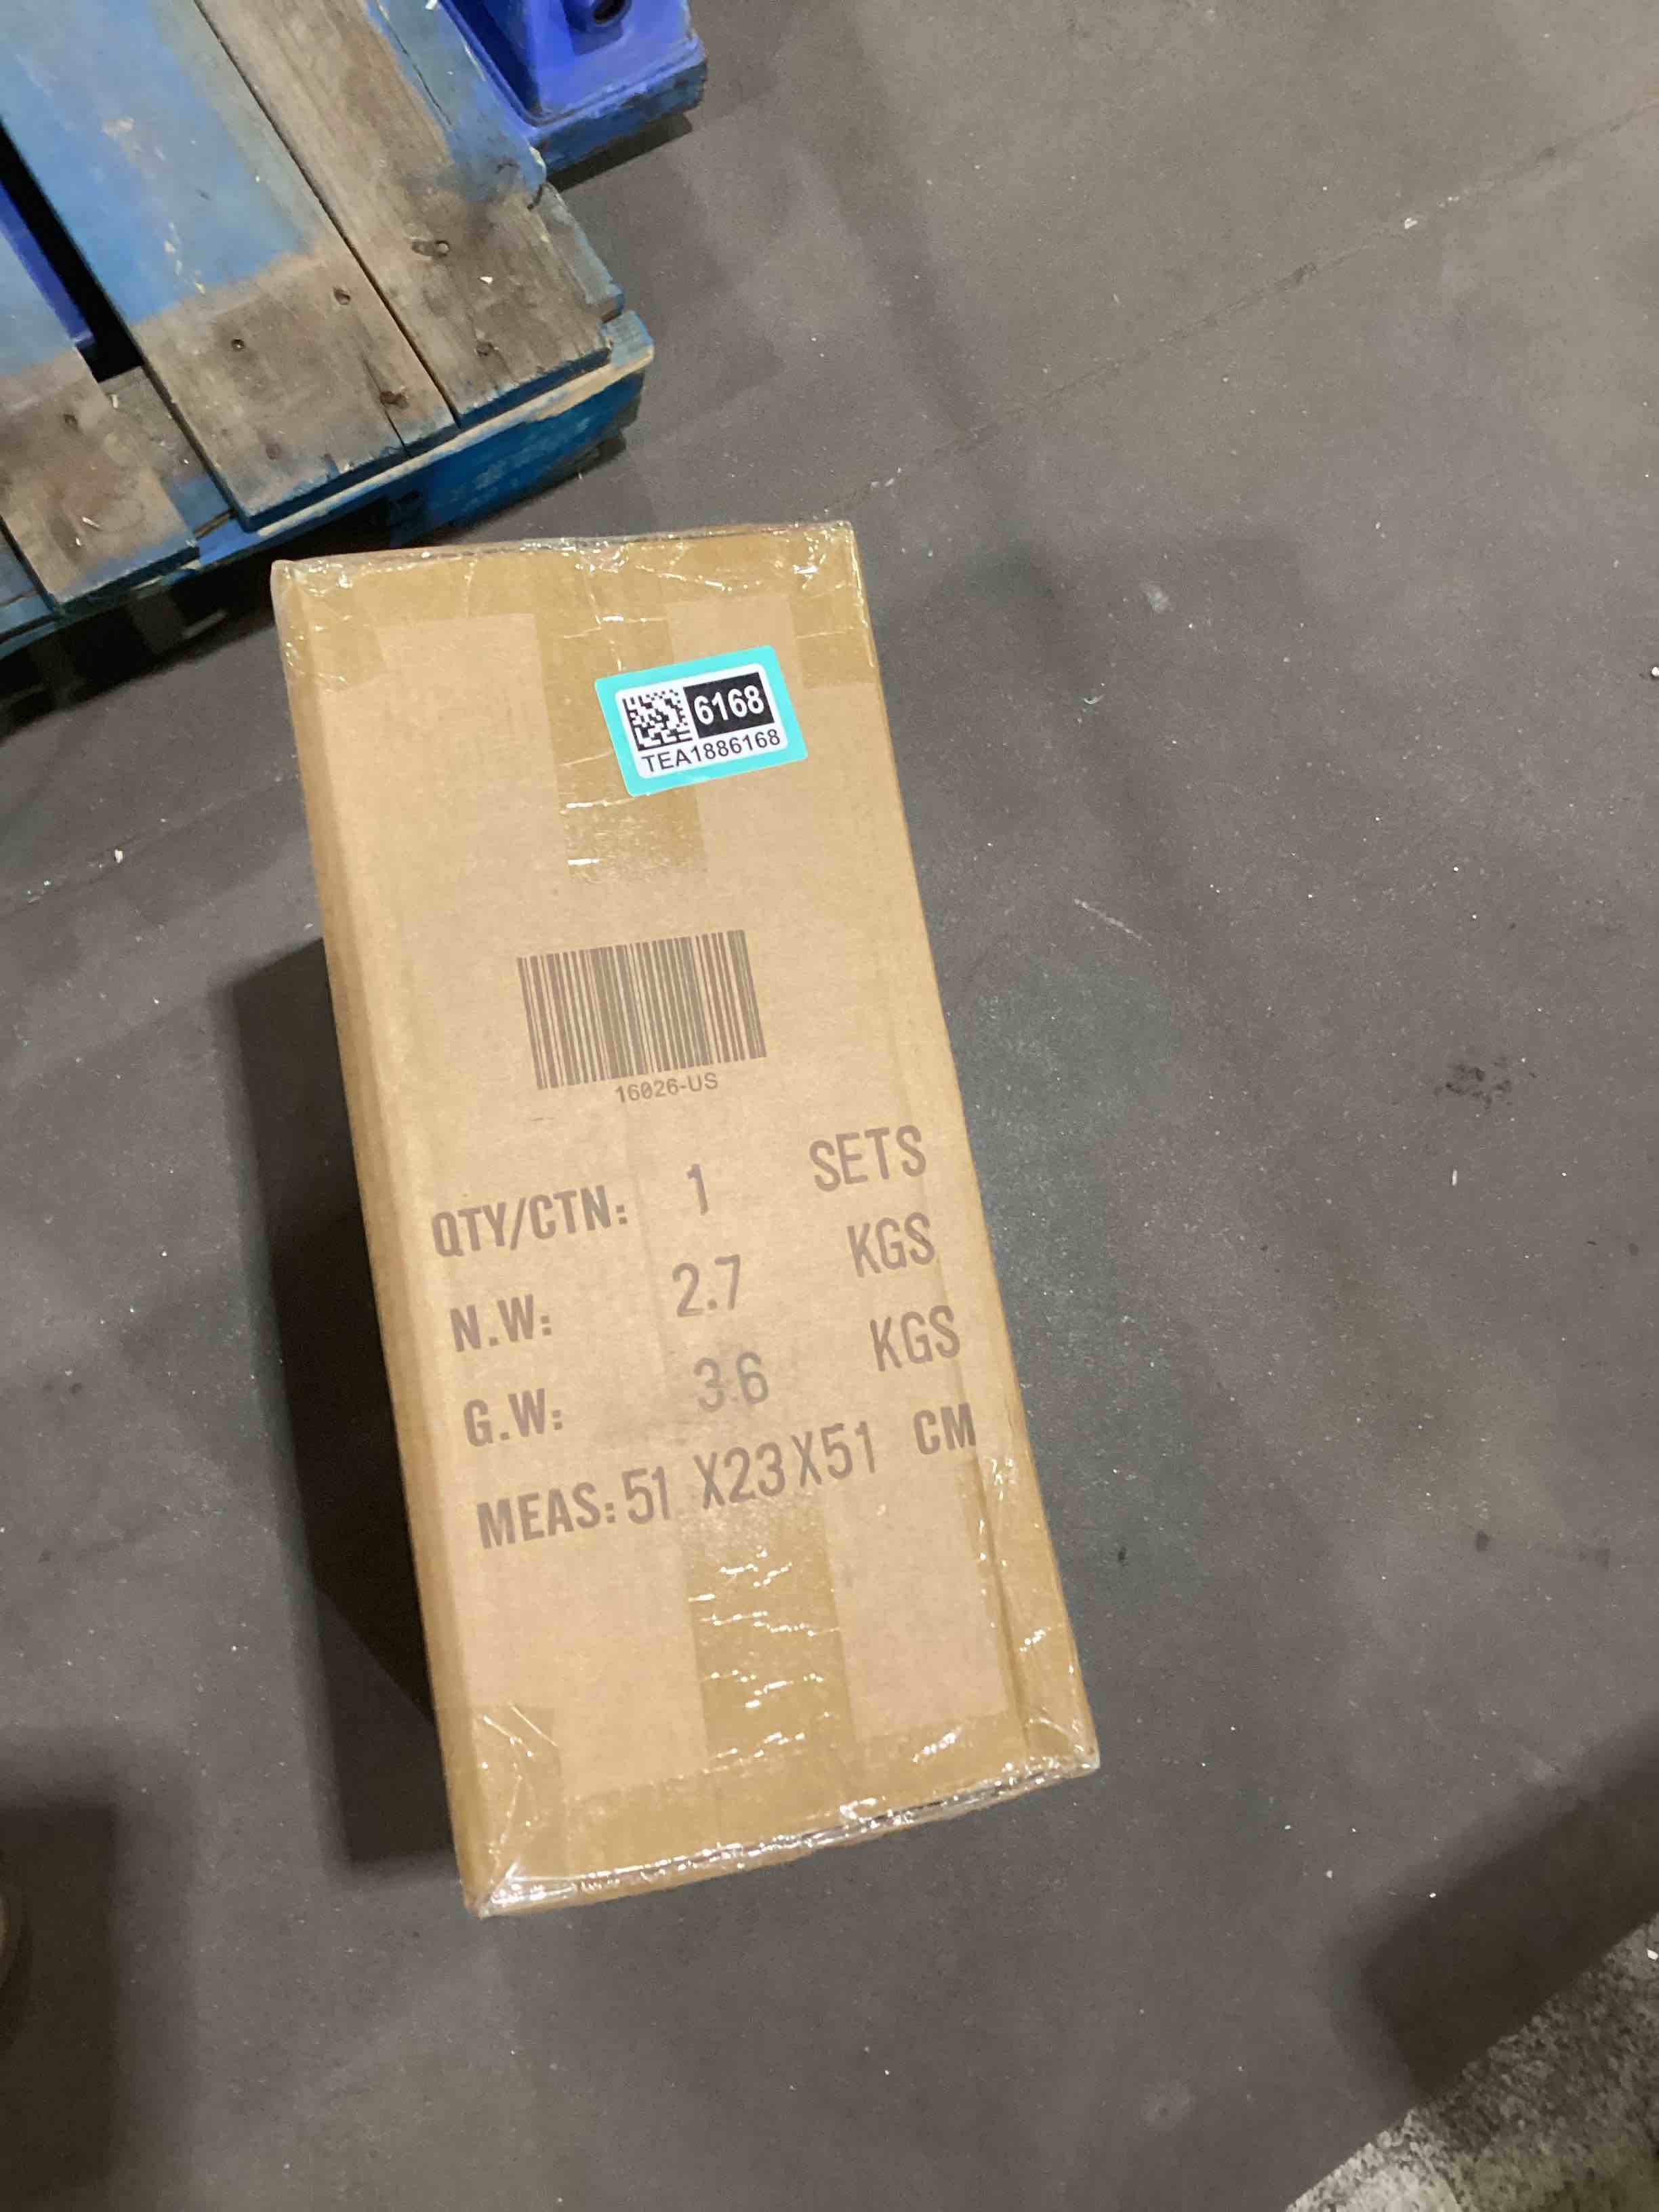 6168
TEA1886168
16026-US
QTY/CTN: 1 SETS
N.W: 2.7 KGS
G.W: 3.6 KGS
MEAS: 51 X23X51 CM